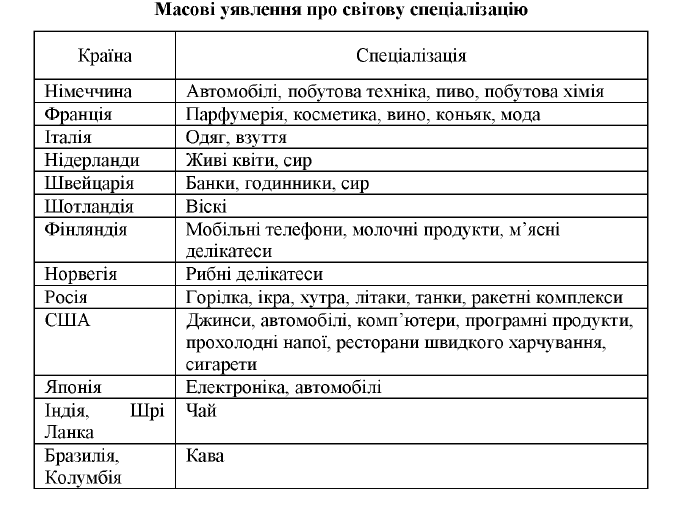 Масові уявлення про світову спеціалізацію
Країна Спеціалізація
Німеччина Автомобілі, побутова техніка, пиво, побутова хімія
Франція Парфумерія, косметика, вино, коньяк, мода
Італія Одяг, взуття
Нідерланди Живі квіти, сир
Швейцарія Банки, годинники, сир
Шотландія Віскі
Фінляндія Мобільні телефони, молочні продукти, м’ясні
делікатеси
Норвегія Рибні делікатеси
Росія Горілка, ікра, хутра, літаки, танки, ракетні комплекси
США Джинси, автомобілі, комп’ютери, програмні продукти,
прохолодні напої, ресторани швидкого харчування,
сигарети
Японія Електроніка, автомобілі
Індія, Шрі Чай
Ланка
Бразилія, Кава
Колумбія